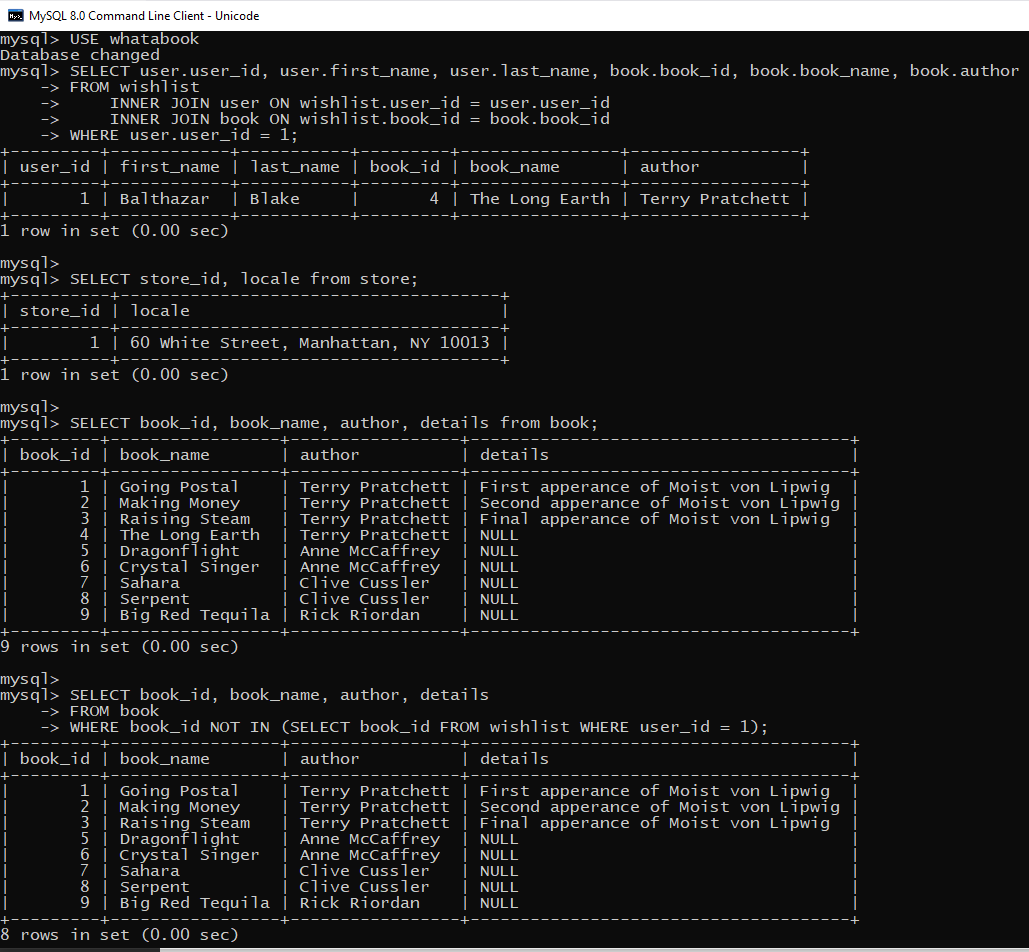 MySQL 8.0 Command Line Client - Unicode
mysql> USE whatabook
Database changed
mysql> SELECT user.user_id, user.first_name, user.last_name, book.book_id, book.book_name, book.author
    -> FROM wishlist
    ->     INNER JOIN user ON wishlist.user_id = user.user_id
    ->     INNER JOIN book ON wishlist.book_id = book.book_id
    -> WHERE user.user_id = 1;
+---------+------------+-----------+---------+----------------+-----------------+
| user_id | first_name | last_name | book_id | book_name      | author          |
+---------+------------+-----------+---------+----------------+-----------------+
|       1 | Balthazar  | Blake     |       4 | The Long Earth | Terry Pratchett |
+---------+------------+-----------+---------+----------------+-----------------+
1 row in set (0.00 sec)

mysql>
mysql> SELECT store_id, locale from store;
+----------+--------------------------------------+
| store_id | locale                               |
+----------+--------------------------------------+
|        1 | 60 White Street, Manhattan, NY 10013 |
+----------+--------------------------------------+
1 row in set (0.00 sec)

mysql>
mysql> SELECT book_id, book_name, author, details from book;
+---------+-----------------+-----------------+--------------------------------------+
| book_id | book_name       | author          | details                              |
+---------+-----------------+-----------------+--------------------------------------+
|       1 | Going Postal    | Terry Pratchett | First apperance of Moist von Lipwig  |
|       2 | Making Money    | Terry Pratchett | Second apperance of Moist von Lipwig |
|       3 | Raising Steam   | Terry Pratchett | Final apperance of Moist von Lipwig  |
|       4 | The Long Earth  | Terry Pratchett | NULL                                 |
|       5 | Dragonflight    | Anne McCaffrey  | NULL                                 |
|       6 | Crystal Singer  | Anne McCaffrey  | NULL                                 |
|       7 | Sahara          | Clive Cussler   | NULL                                 |
|       8 | Serpent         | Clive Cussler   | NULL                                 |
|       9 | Big Red Tequila | Rick Riordan    | NULL                                 |
+---------+-----------------+-----------------+--------------------------------------+
9 rows in set (0.00 sec)

mysql>
mysql> SELECT book_id, book_name, author, details
    -> FROM book
    -> WHERE book_id NOT IN (SELECT book_id FROM wishlist WHERE user_id = 1);
+---------+-----------------+-----------------+--------------------------------------+
| book_id | book_name       | author          | details                              |
+---------+-----------------+-----------------+--------------------------------------+
|       1 | Going Postal    | Terry Pratchett | First apperance of Moist von Lipwig  |
|       2 | Making Money    | Terry Pratchett | Second apperance of Moist von Lipwig |
|       3 | Raising Steam   | Terry Pratchett | Final apperance of Moist von Lipwig  |
|       5 | Dragonflight    | Anne McCaffrey  | NULL                                 |
|       6 | Crystal Singer  | Anne McCaffrey  | NULL                                 |
|       7 | Sahara          | Clive Cussler   | NULL                                 |
|       8 | Serpent         | Clive Cussler   | NULL                                 |
|       9 | Big Red Tequila | Rick Riordan    | NULL                                 |
+---------+-----------------+-----------------+--------------------------------------+
8 rows in set (0.00 sec)